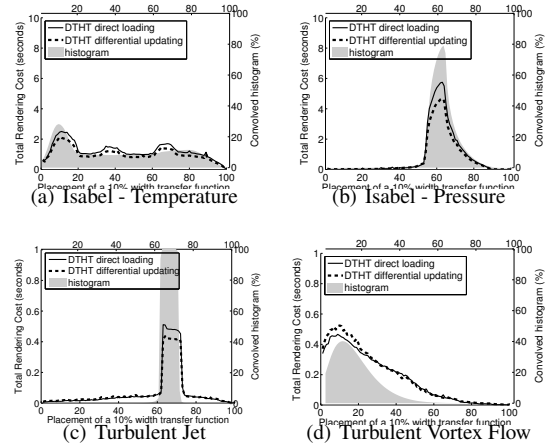 0 20 40 60 80 100
10 8 6 4 2 0
Total Rendering Cost (seconds)
DTHT direct loading
DTHT differential updating
histogram
100 80 60 40 20 0
Convolved histogram (%)
0 20 40 60 80 100
Placement of a 10% width transfer function
(a) Isabel - Temperature
0 20 40 60 80 100
10 8 6 4 2 0
Total Rendering Cost (seconds)
DTHT direct loading
DTHT differential updating
histogram
100 80 60 40 20 0
Convolved histogram (%)
0 20 40 60 80 100
Placement of a 10% width transfer function
(b) Isabel - Pressure
0 20 40 60 80 100
1 0.8 0.6 0.4 0.2 0
Total Rendering Cost (seconds)
DTHT direct loading
DTHT differential updating
histogram
100 80 60 40 20 0
Convolved histogram (%)
0 20 40 60 80 100
Placement of a 10% width transfer function
(c) Turbulent Jet
0 20 40 60 80 100
1 0.8 0.6 0.4 0.2 0
Total Rendering Cost (seconds)
DTHT direct loading
DTHT differential updating
histogram
100 80 60 40 20 0
Convolved histogram (%)
0 20 40 60 80 100
Placement of a 10% width transfer function
(d) Turbulent Vortex Flow